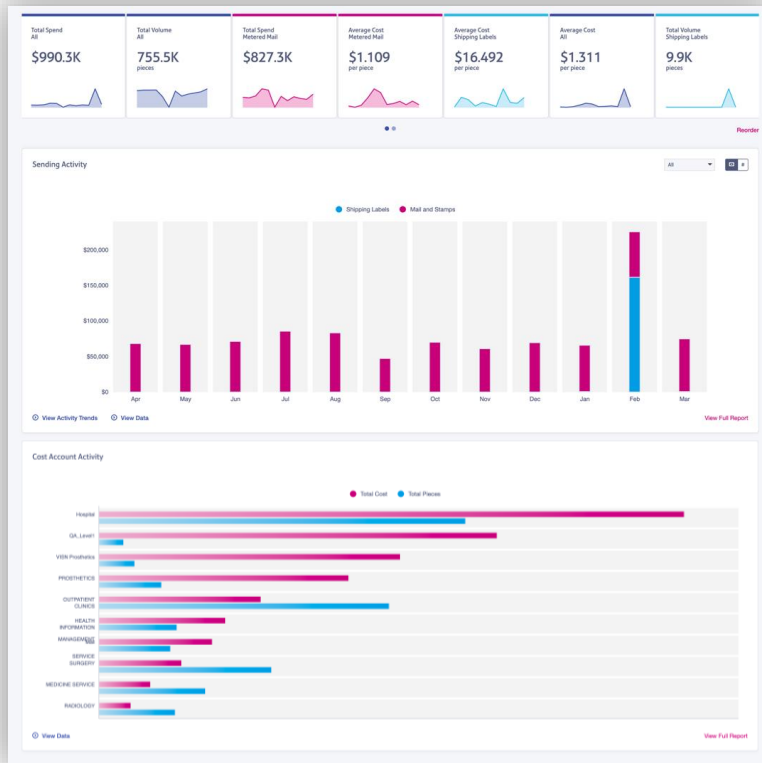 Total Spend
All
$990.3K
Total Volume
All
755.5K
pieces
Total Spend
Metered Mail
$827.3K
Average Cost
Metered Mail
$1.109
per piece
Average Cost
Shipping Labels
$16.492
per piece
Average Cost
All
$1.311
per piece
Total Volume
Shipping Labels
9.9K
pieces
Reorder
Sending Activity
All
Shipping Labels
Mail and Stamps
$200,000
$150,000
$100,000
$50,000
$0
Apr
May
Jun
Jul
Aug
Sep
Oct
Nov
Dec
Jan
Feb
Mar
View Activity Trends
View Data
View Full Report
Cost Account Activity
Total Cost
Total Pieces
Hospital
QA_Level1
VISN Prosthetics
PROSTHETICS
OUTPATIENT
CLINICS
HEALTH
INFORMATION
MANAGEMENT
SERVICE
SURGERY
MEDICINE SERVICE
RADIOLOGY
View Data
View Full Report